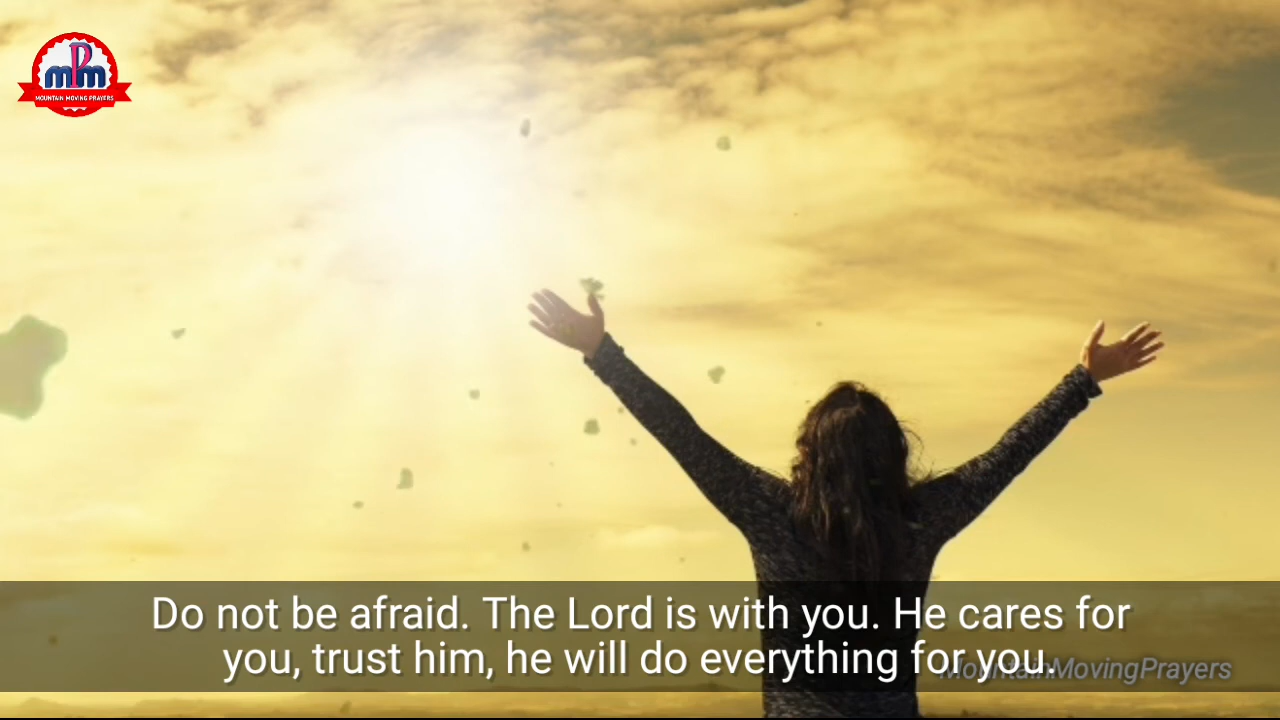 mPm
MOUNTAIN MOVING PRAYERS
Do not be afraid. The Lord is with you. He cares for
you, trust him, he will do everything for you.
MountainMovingPrayers